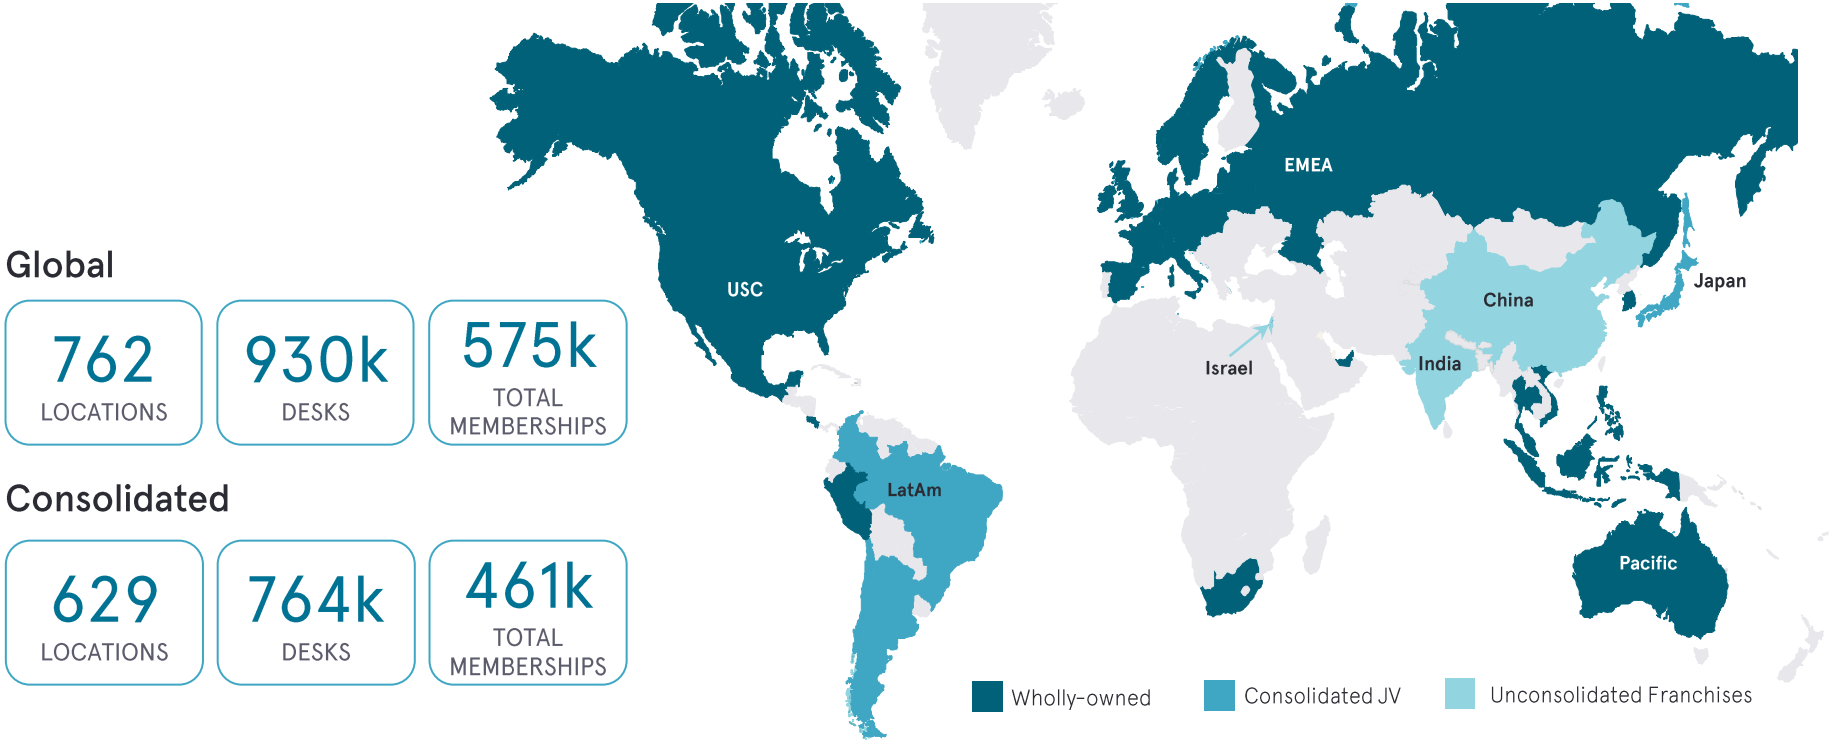 Global
762
LOCATIONS
930k
DESKS
575k
TOTAL
MEMBERSHIPS
Consolidated
629
LOCATIONS
764k
DESKS
461k
TOTAL
MEMBERSHIPS
USC
LatAm
EMEA
Israel
China
India
Japan
Pacific
Wholly-owned
Consolidated JV
Unconsolidated Franchises